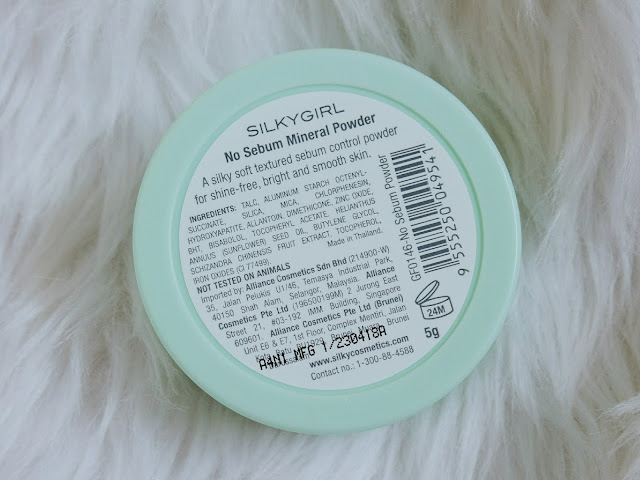 SILKYGIRL
No Sebum Mineral Powder
A silky soft textured sebum control powder
for shine-free, bright and smooth skin.
INGREDIENTS: TALC, ALUMINUM STARCH OCTENYL-
SUCCINATE, SILICA, MICA, CHLORPHENESIN,
HYDROXYAPATITE, ALLANTOIN, DIMETHICONE, ZINC OXIDE,
BHT, BISABOLOL, TOCOPHERYL ACETATE, HELIANTHUS
ANNUUS (SUNFLOWER) SEED OIL, BUTYLENE GLYCOL,
SCHIZANDRA CHINENSIS FRUIT EXTRACT, TOCOPHEROL,
IRON OXIDES (CI 77499).
Made in Thailand.
NOT TESTED ON ANIMALS
Imported by: Alliance Cosmetics Sdn Bhd (214900-W)
35, Jalan Pelukis U1/46, Temasya Industrial Park,
40150 Shah Alam, Selangor, Malaysia. Alliance
Cosmetics Pte Ltd (196500199M) 2 Jurong East
Street 21, #03-192 IMM Building, Singapore
609601. Alliance Cosmetics Pte Ltd (Brunei)
Unit E6 & E7, 1st Floor, Complex Mentiri, Jalan
A4N1 MFG 1/230418A
www.silkycosmetics.com
Contact no.: 1-300-88-4588
GF0146-No Sebum Powder
9 555250 049541
24M
5g